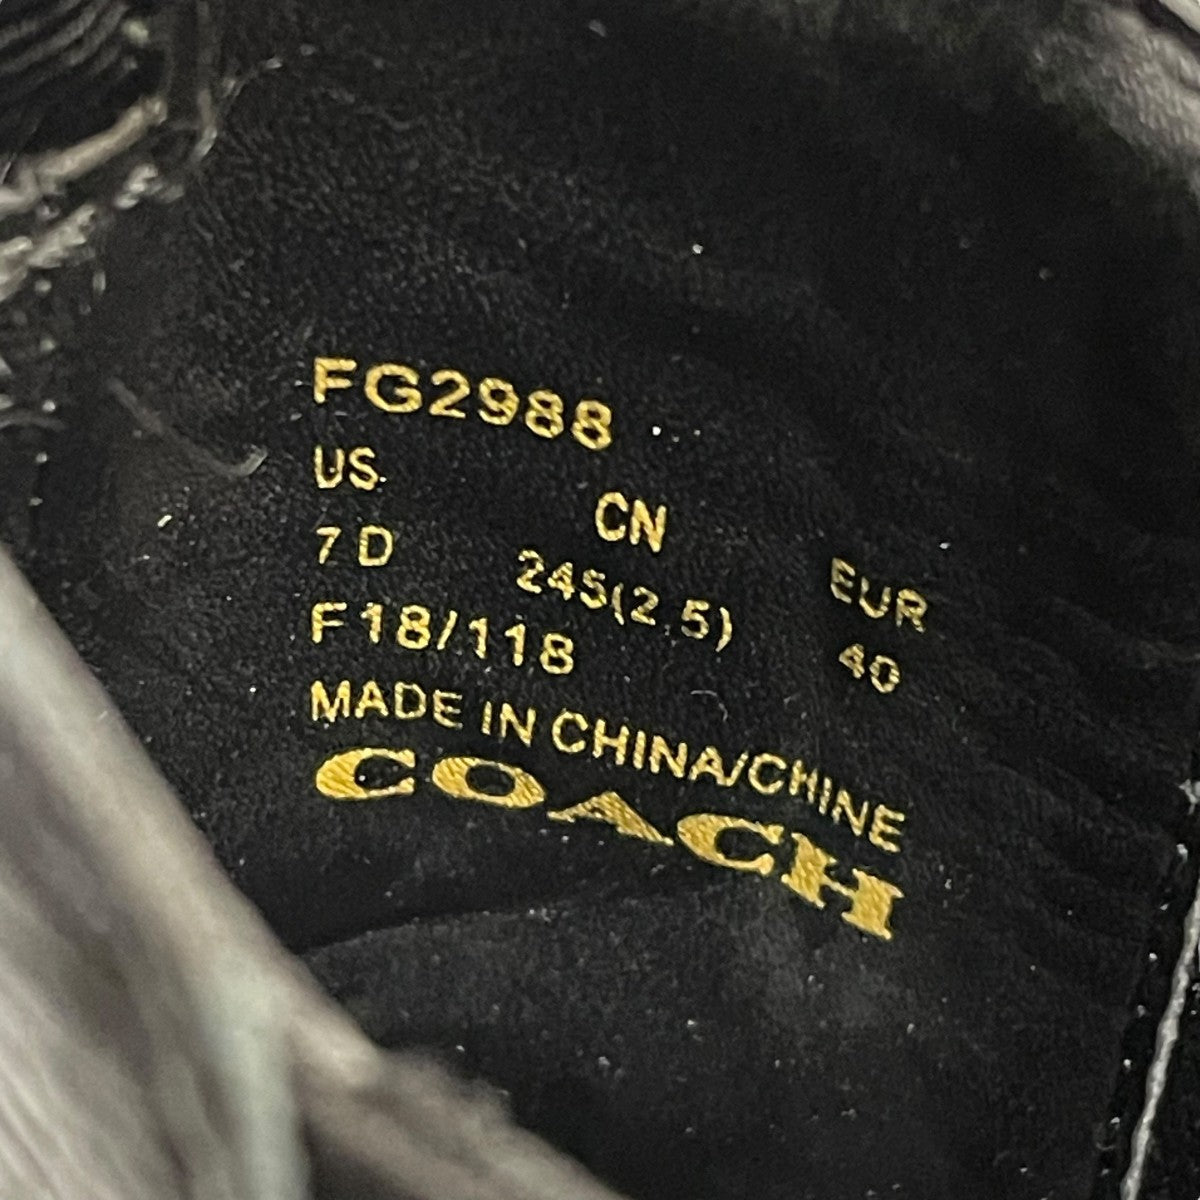 FG2988
US CN EUR
7 D 245(2.5) 40
F18/118
MADE IN CHINA/CHINE
COACH